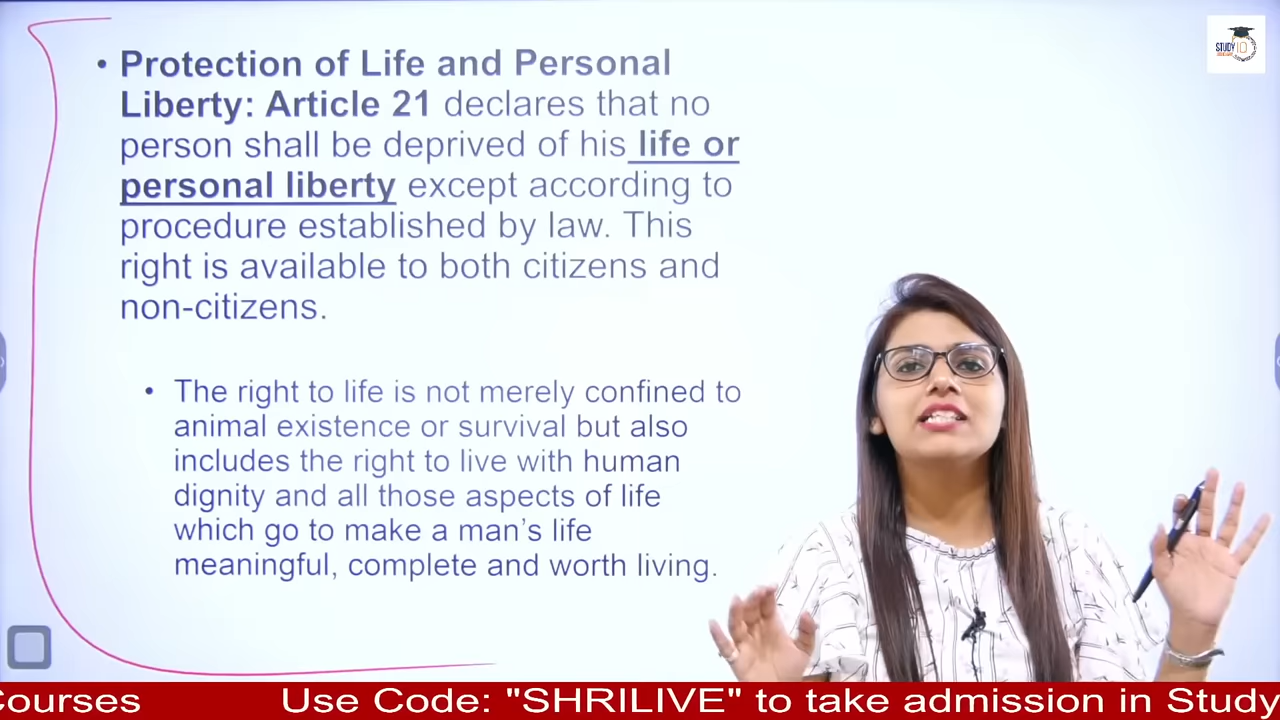 • Protection of Life and Personal
Liberty: Article 21 declares that no
person shall be deprived of his life or
personal liberty except according to
procedure established by law. This
right is available to both citizens and
non-citizens.
• The right to life is not merely confined to
animal existence or survival but also
includes the right to live with human
dignity and all those aspects of life
which go to make a man’s life
meaningful, complete and worth living.
STUDY
Courses Use Code: "SHRILIVE" to take admission in Study